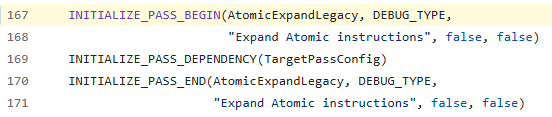 167 INITIALIZE_PASS_BEGIN(AtomicExpandLegacy, DEBUG_TYPE,
168 "Expand Atomic instructions", false, false)
169 INITIALIZE_PASS_DEPENDENCY(TargetPassConfig)
170 INITIALIZE_PASS_END(AtomicExpandLegacy, DEBUG_TYPE,
171 "Expand Atomic instructions", false, false)